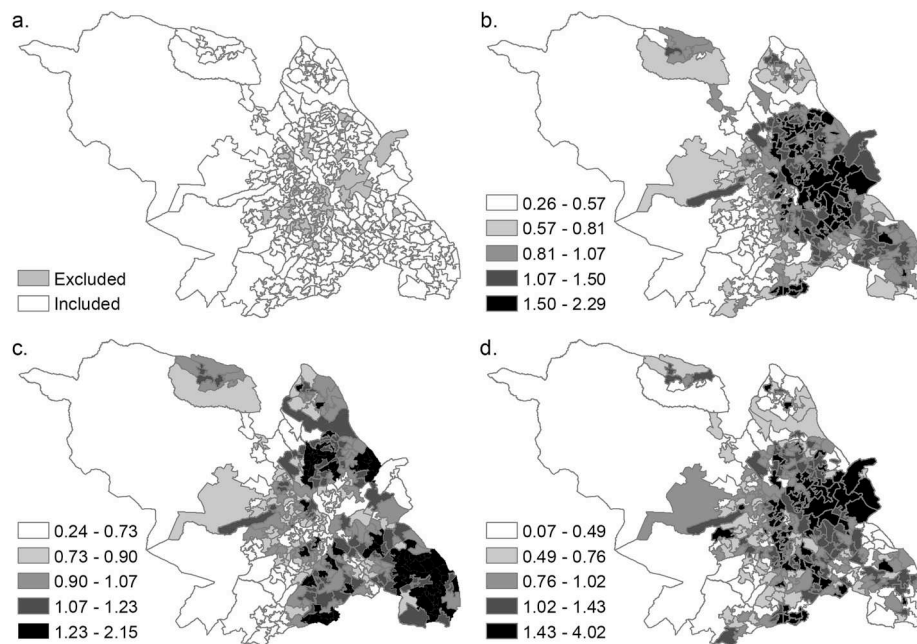 a.
Excluded
Included
b.
0.26 - 0.57
0.57 - 0.81
0.81 - 1.07
1.07 - 1.50
1.50 - 2.29
c.
0.24 - 0.73
0.73 - 0.90
0.90 - 1.07
1.07 - 1.23
1.23 - 2.15
d.
0.07 - 0.49
0.49 - 0.76
0.76 - 1.02
1.02 - 1.43
1.43 - 4.02